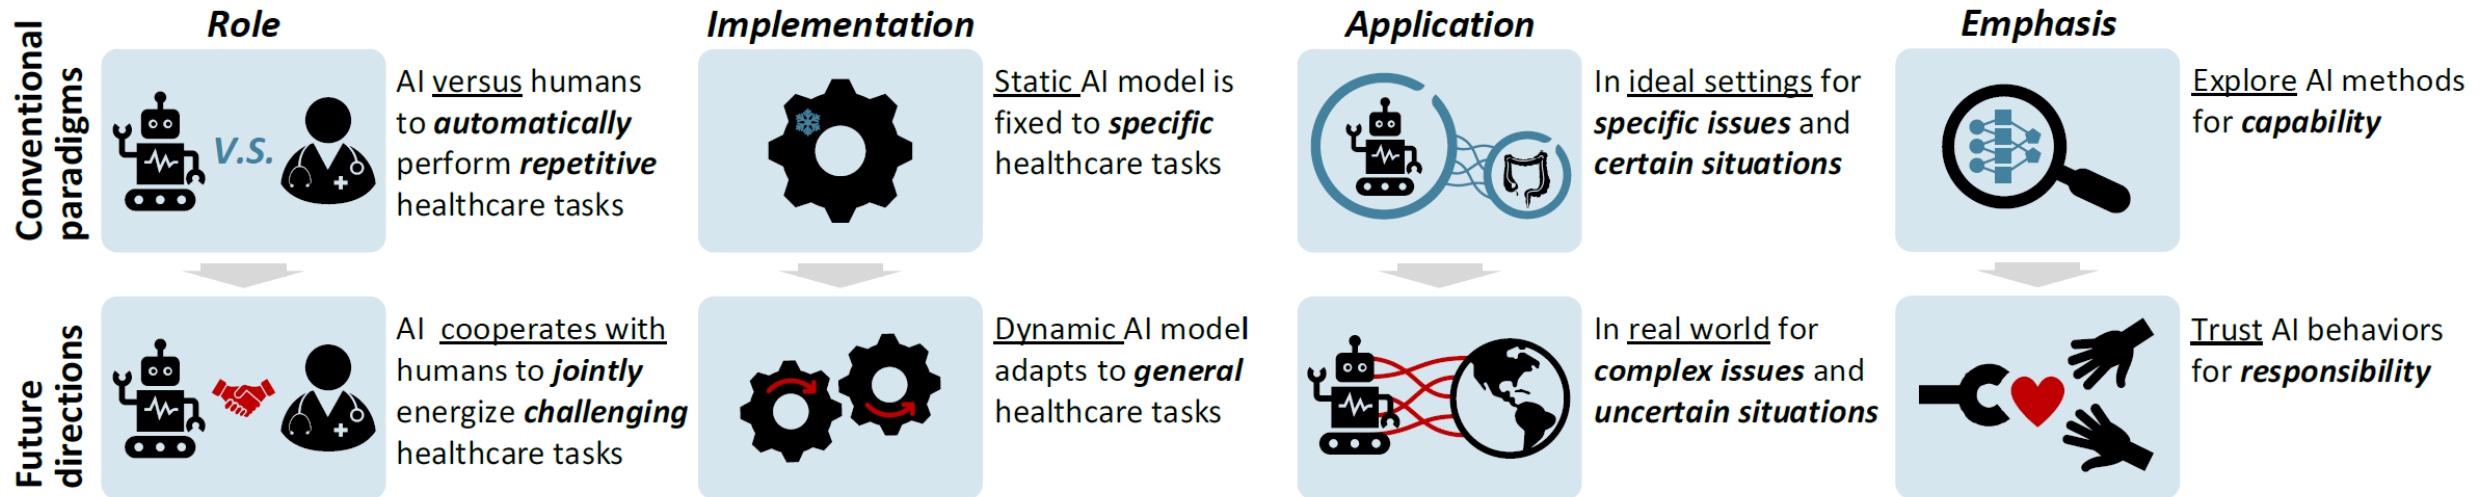 Role
Implementation
Application
Emphasis
Conventional
paradigms
V.S.
AI versus humans
to automatically
perform repetitive
healthcare tasks
Static AI model is
fixed to specific
healthcare tasks
In ideal settings for
specific issues and
certain situations
Explore AI methods
for capability
Future
directions
AI cooperates with
humans to jointly
energize challenging
healthcare tasks
Dynamic AI model
adapts to general
healthcare tasks
In real world for
complex issues and
uncertain situations
Trust AI behaviors
for responsibility